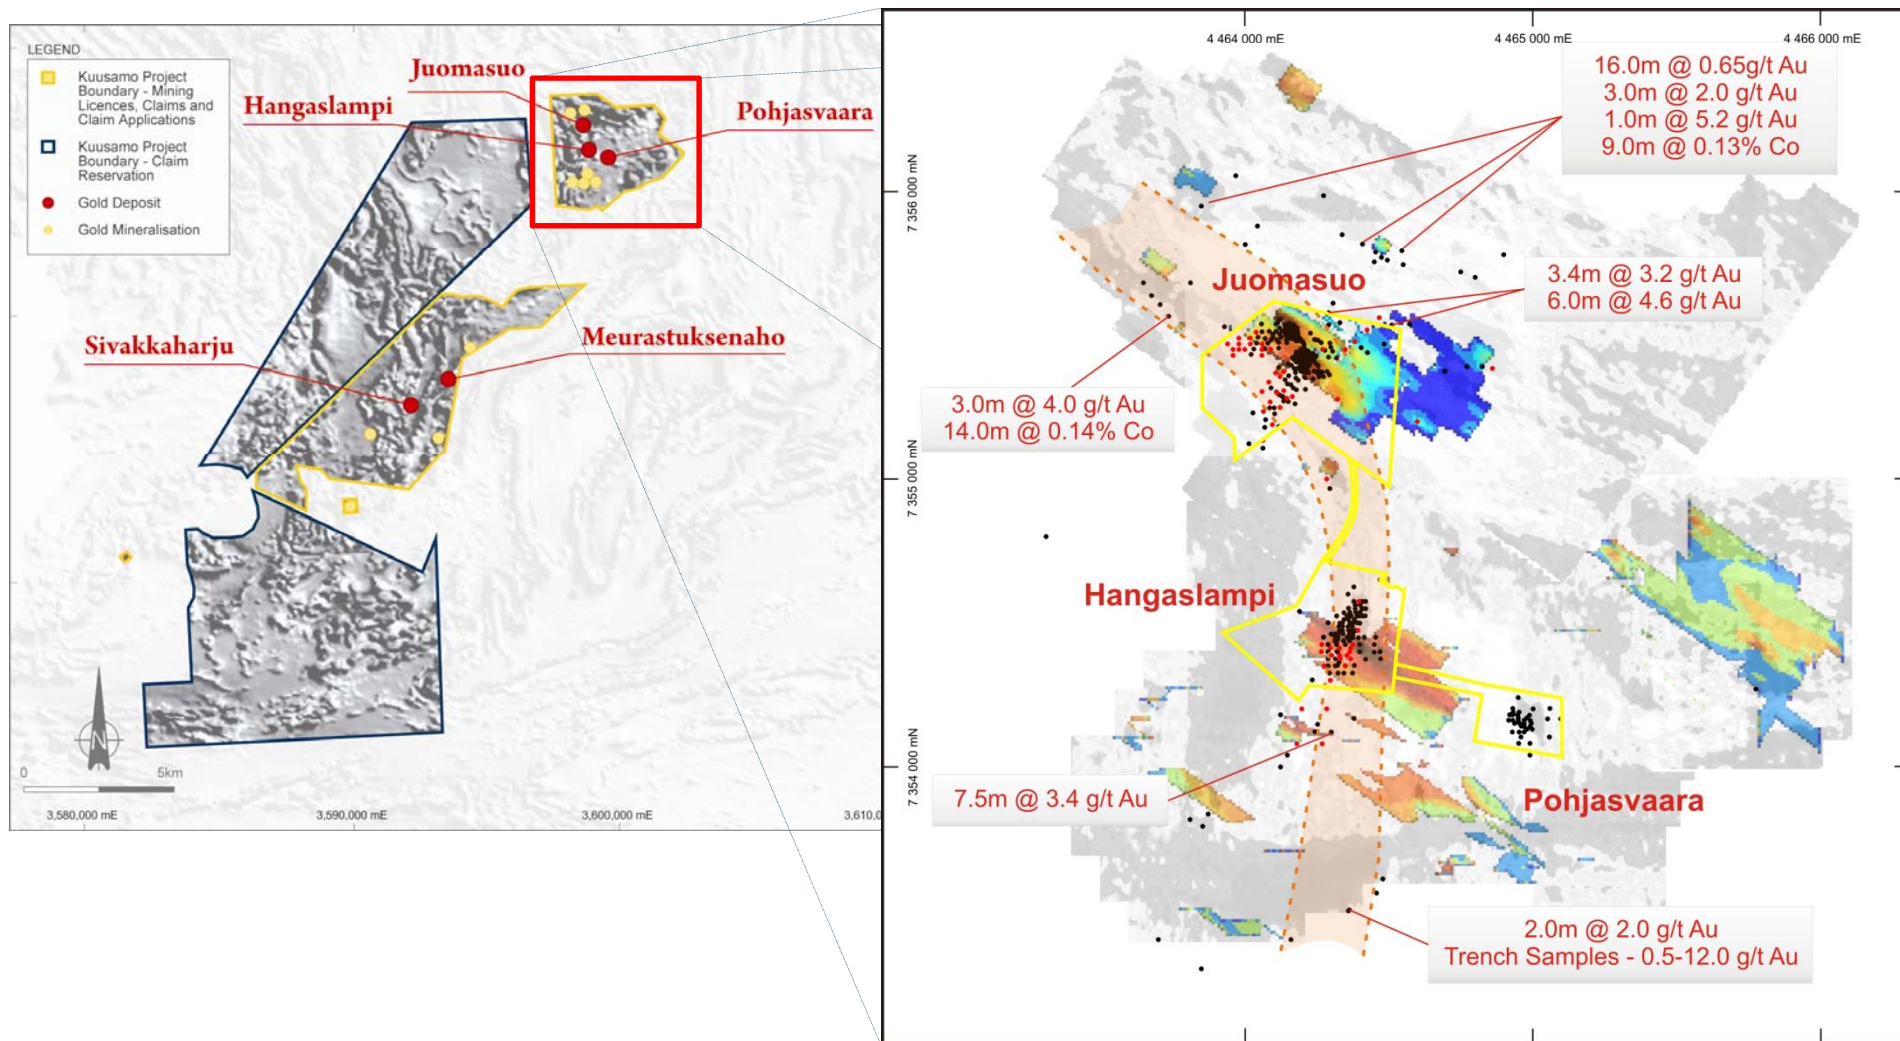 LEGEND
Kuusamo Project
Boundary - Mining
Licences, Claims and
Claim Applications
Kuusamo Project
Boundary - Claim
Reservation
Gold Deposit
Gold Mineralisation
Juomasuo
Hangaslampi
Pohjasvaara
Sivakkaharju
Meurastuksenaho
N
0
5km
3,580,000 mE
3,590,000 mE
3,600,000 mE
3,610,0
4 464 000 mE
4 465 000 mE
4 466 000 mE
7 356 000 mN
7 355 000 mN
7 354 000 mN
16.0m @ 0.65g/t Au
3.0m @ 2.0 g/t Au
1.0m @ 5.2 g/t Au
9.0m @ 0.13% Co
Juomasuo
3.4m @ 3.2 g/t Au
6.0m @ 4.6 g/t Au
3.0m @ 4.0 g/t Au
14.0m @ 0.14% Co
Hangaslampi
7.5m @ 3.4 g/t Au
Pohjasvaara
2.0m @ 2.0 g/t Au
Trench Samples - 0.5-12.0 g/t Au